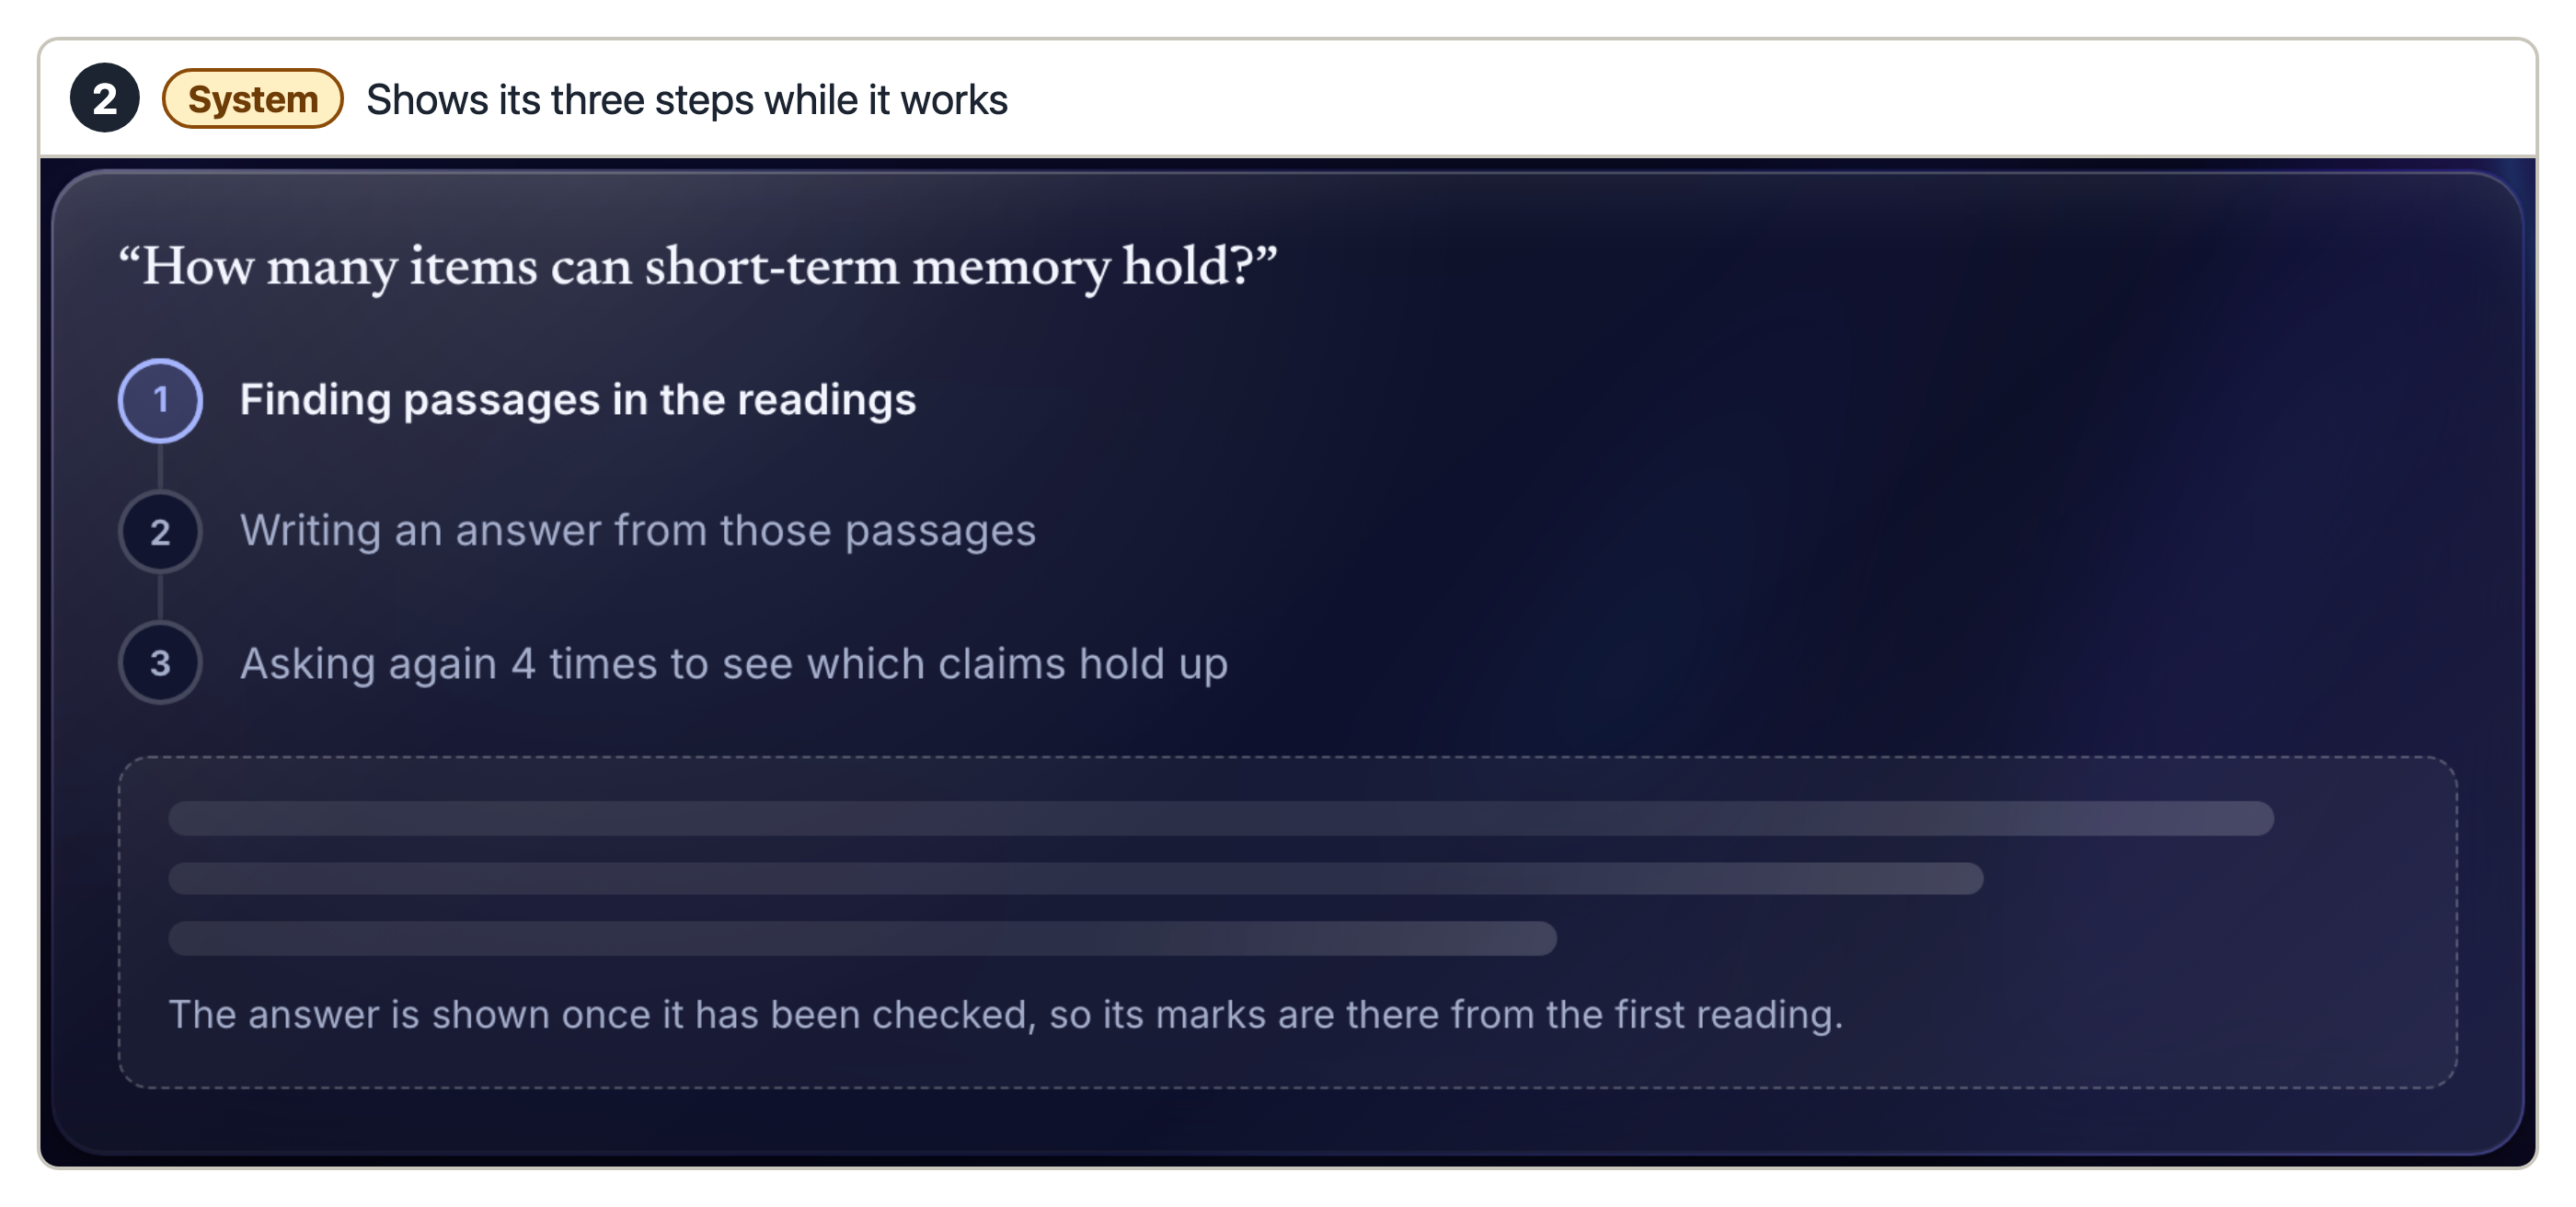 2 System Shows its three steps while it works
“How many items can short-term memory hold?”
1 Finding passages in the readings
2 Writing an answer from those passages
3 Asking again 4 times to see which claims hold up
The answer is shown once it has been checked, so its marks are there from the first reading.